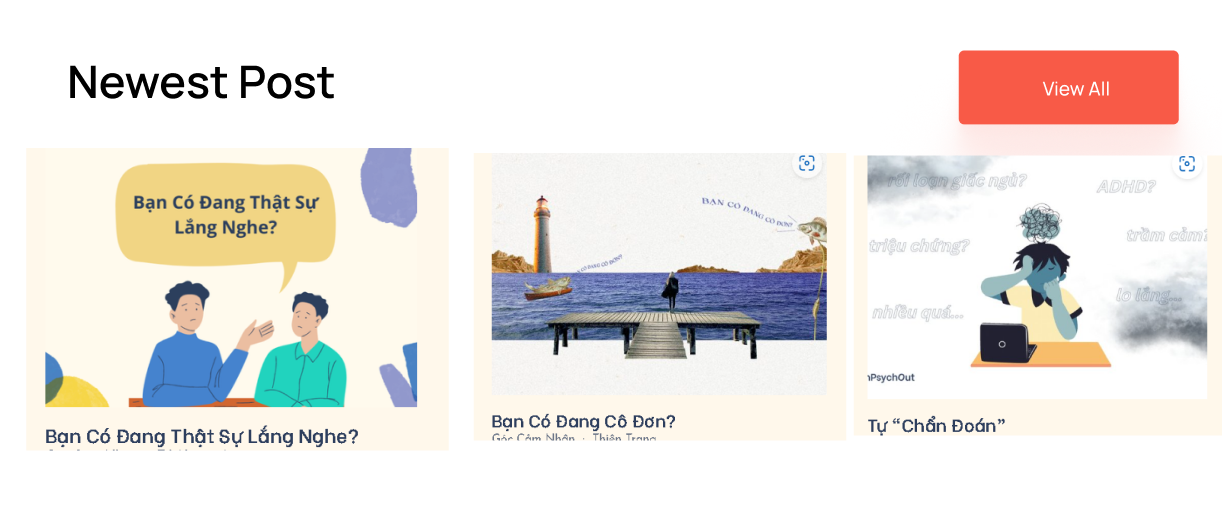 Newest Post
View All
Bạn Có Đang Thật Sự
Lắng Nghe?
Bạn Có Đang Thật Sự Lắng Nghe?
BẠN CÓ ĐANG CÔ ĐƠN?
CÓ ĐANG CÔ ĐƠN?
Bạn Có Đang Cô Đơn?
Góc Cảm Nhận · Thiên Trang
rối loạn giấc ngủ?
ADHD?
trầm cảm?
triệu chứng?
lo lắng...
nhiều quá...
nPsychOut
Tự “Chẩn Đoán”